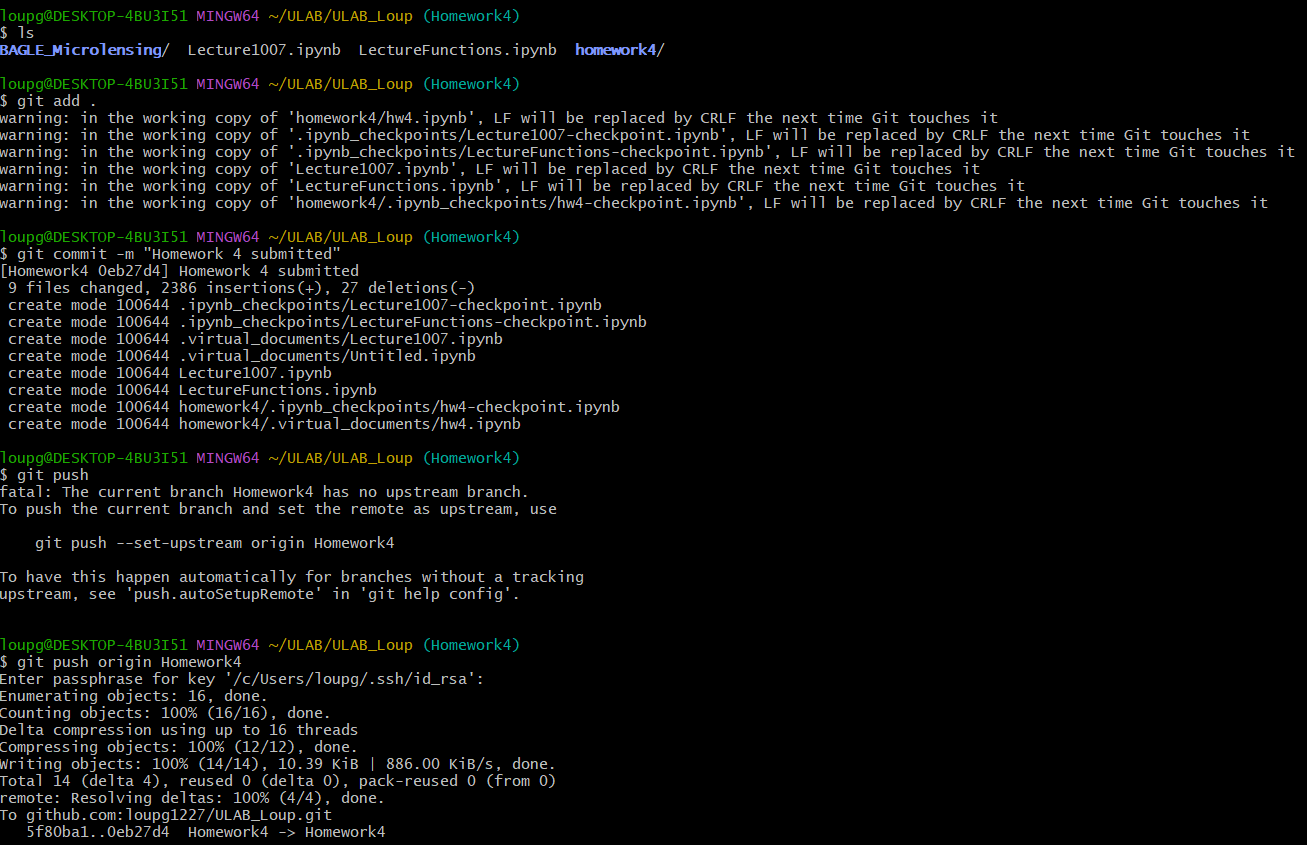 loupg@DESKTOP-4BU3I51 MINGW64 ~/ULAB/ULAB_Loup (Homework4)
$ ls
BAGLE_Microlensing/  Lecture1007.ipynb  LectureFunctions.ipynb  homework4/
loupg@DESKTOP-4BU3I51 MINGW64 ~/ULAB/ULAB_Loup (Homework4)
$ git add .
warning: in the working copy of 'homework4/hw4.ipynb', LF will be replaced by CRLF the next time Git touches it
warning: in the working copy of '.ipynb_checkpoints/Lecture1007-checkpoint.ipynb', LF will be replaced by CRLF the next time Git touches it
warning: in the working copy of '.ipynb_checkpoints/LectureFunctions-checkpoint.ipynb', LF will be replaced by CRLF the next time Git touches it
warning: in the working copy of 'Lecture1007.ipynb', LF will be replaced by CRLF the next time Git touches it
warning: in the working copy of 'LectureFunctions.ipynb', LF will be replaced by CRLF the next time Git touches it
warning: in the working copy of 'homework4/.ipynb_checkpoints/hw4-checkpoint.ipynb', LF will be replaced by CRLF the next time Git touches it
loupg@DESKTOP-4BU3I51 MINGW64 ~/ULAB/ULAB_Loup (Homework4)
$ git commit -m "Homework 4 submitted"
[Homework4 0eb27d4] Homework 4 submitted
 9 files changed, 2386 insertions(+), 27 deletions(-)
 create mode 100644 .ipynb_checkpoints/Lecture1007-checkpoint.ipynb
 create mode 100644 .ipynb_checkpoints/LectureFunctions-checkpoint.ipynb
 create mode 100644 .virtual_documents/Lecture1007.ipynb
 create mode 100644 .virtual_documents/Untitled.ipynb
 create mode 100644 Lecture1007.ipynb
 create mode 100644 LectureFunctions.ipynb
 create mode 100644 homework4/.ipynb_checkpoints/hw4-checkpoint.ipynb
 create mode 100644 homework4/.virtual_documents/hw4.ipynb
loupg@DESKTOP-4BU3I51 MINGW64 ~/ULAB/ULAB_Loup (Homework4)
$ git push
fatal: The current branch Homework4 has no upstream branch.
To push the current branch and set the remote as upstream, use
    git push --set-upstream origin Homework4
To have this happen automatically for branches without a tracking
upstream, see 'push.autoSetupRemote' in 'git help config'.
loupg@DESKTOP-4BU3I51 MINGW64 ~/ULAB/ULAB_Loup (Homework4)
$ git push origin Homework4
Enter passphrase for key '/c/Users/loupg/.ssh/id_rsa':
Enumerating objects: 16, done.
Counting objects: 100% (16/16), done.
Delta compression using up to 16 threads
Compressing objects: 100% (12/12), done.
Writing objects: 100% (14/14), 10.39 KiB | 886.00 KiB/s, done.
Total 14 (delta 4), reused 0 (delta 0), pack-reused 0 (from 0)
remote: Resolving deltas: 100% (4/4), done.
To github.com:loupg1227/ULAB_Loup.git
   5f80ba1..0eb27d4  Homework4 -> Homework4